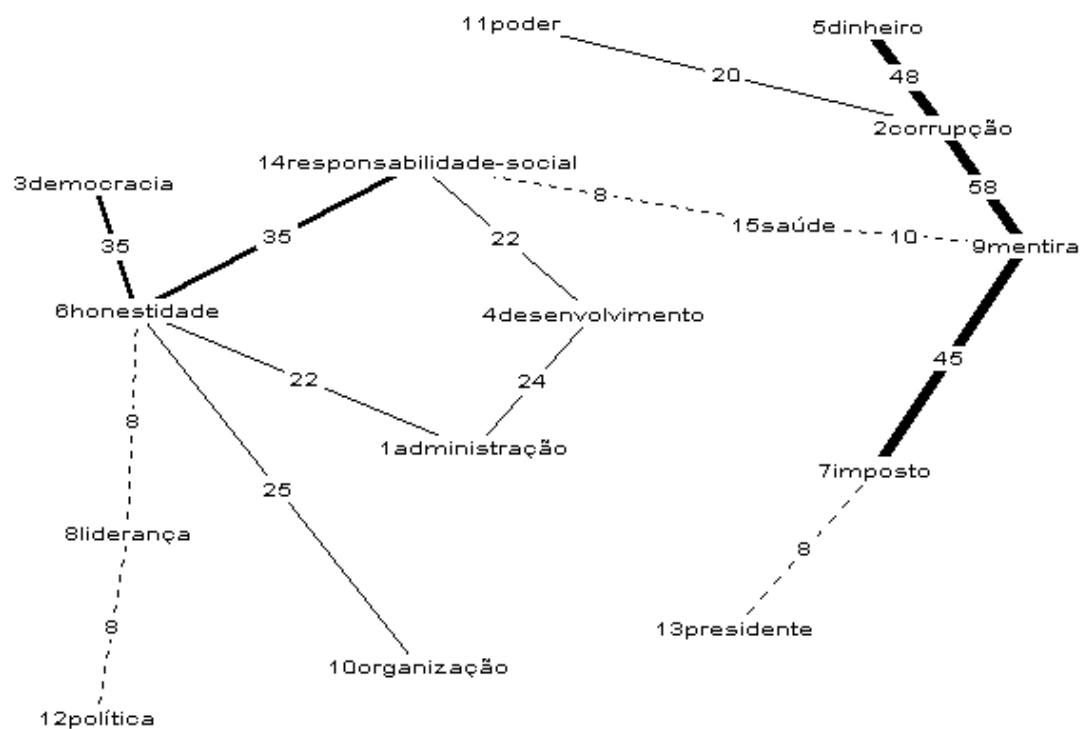 11poder
5dinheiro
20
48
2corrupção
14responsabilidade-social
3democracia
58
8
35
35
22
15saúde
10
9mentira
6honestidade
4desenvolvimento
22
24
45
1administração
8
7imposto
25
8liderança
8
8
13presidente
10organização
12política